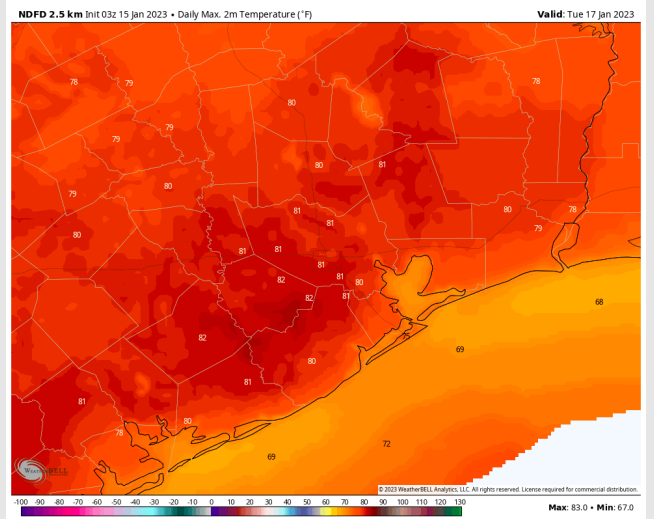 NDFD 2.5 km Init 03z 15 Jan 2023 • Daily Max. 2m Temperature (°F) Valid: Tue 17 Jan 2023
78 79 80 78
79 79
80 81
79 80
81 80 78
81 79
80 81 81
81
82 81 80
82 81
68
82 75
69
80
81
81
80
78
72
69
WeatherBELL
© 2023 WeatherBELL Analytics, LLC. All rights reserved. License required for commercial distribution.
-100 -90 -80 -70 -60 -50 -40 -30 -20 -10 0 10 20 30 40 50 60 70 80 90 100 110 120 130
Max: 83.0 • Min: 67.0